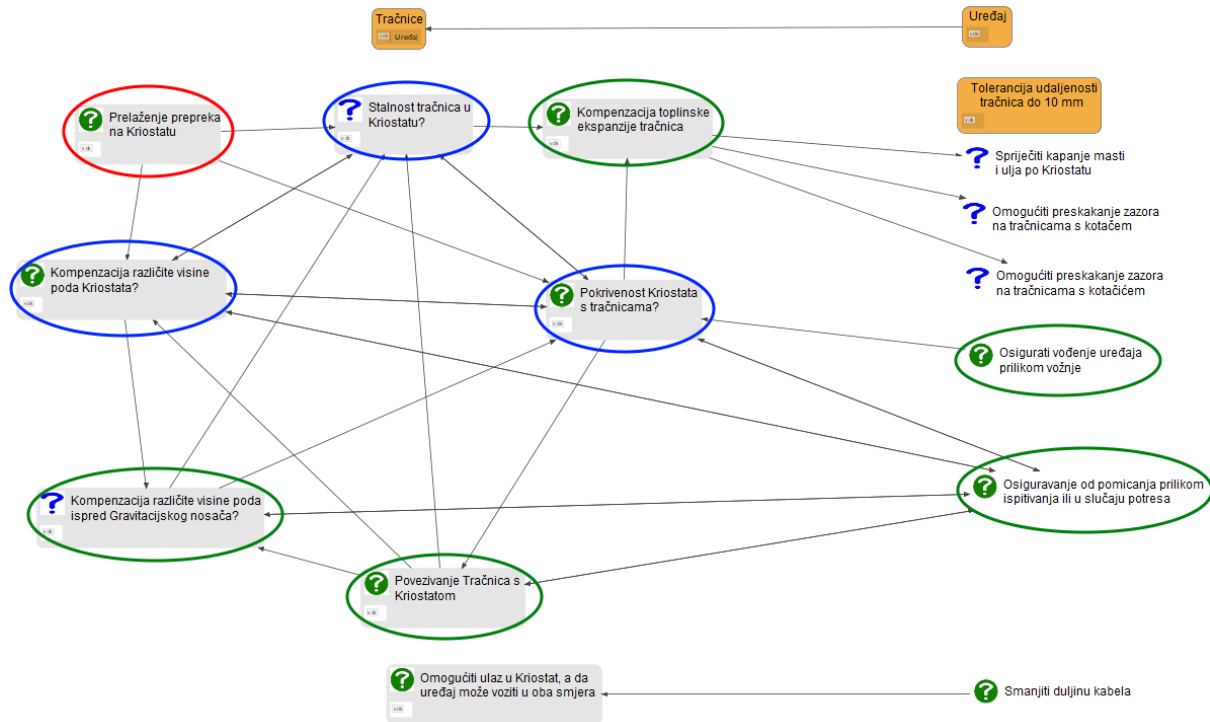 Tračnice
Uređaj
Uređaj
Tolerancija udaljenosti
tračnica do 10 mm
Prelaženje prepreka
na Kriostatu
Stalnost tračnica u
Kriostatu?
Kompenzacija toplinske
ekspanzije tračnica
Spriječiti kapanje masti
i ulja po Kriostatu
Omogućiti preskakanje zazora
na tračnicama s kotačem
Omogućiti preskakanje zazora
na tračnicama s kotačićem
Kompenzacija različite visine
poda Kriostata?
Pokrivenost Kriostata
s tračnicama?
Osigurati vođenje uređaja
prilikom vožnje
Kompenzacija različite visine poda
ispred Gravitacijskog nosača?
Osiguravanje od pomicanja prilikom
ispitivanja ili u slučaju potresa
Povezivanje Tračnica s
Kriostatom
Omogućiti ulaz u Kriostat, a da
uređaj može voziti u oba smjera
Smanjiti duljinu kabela